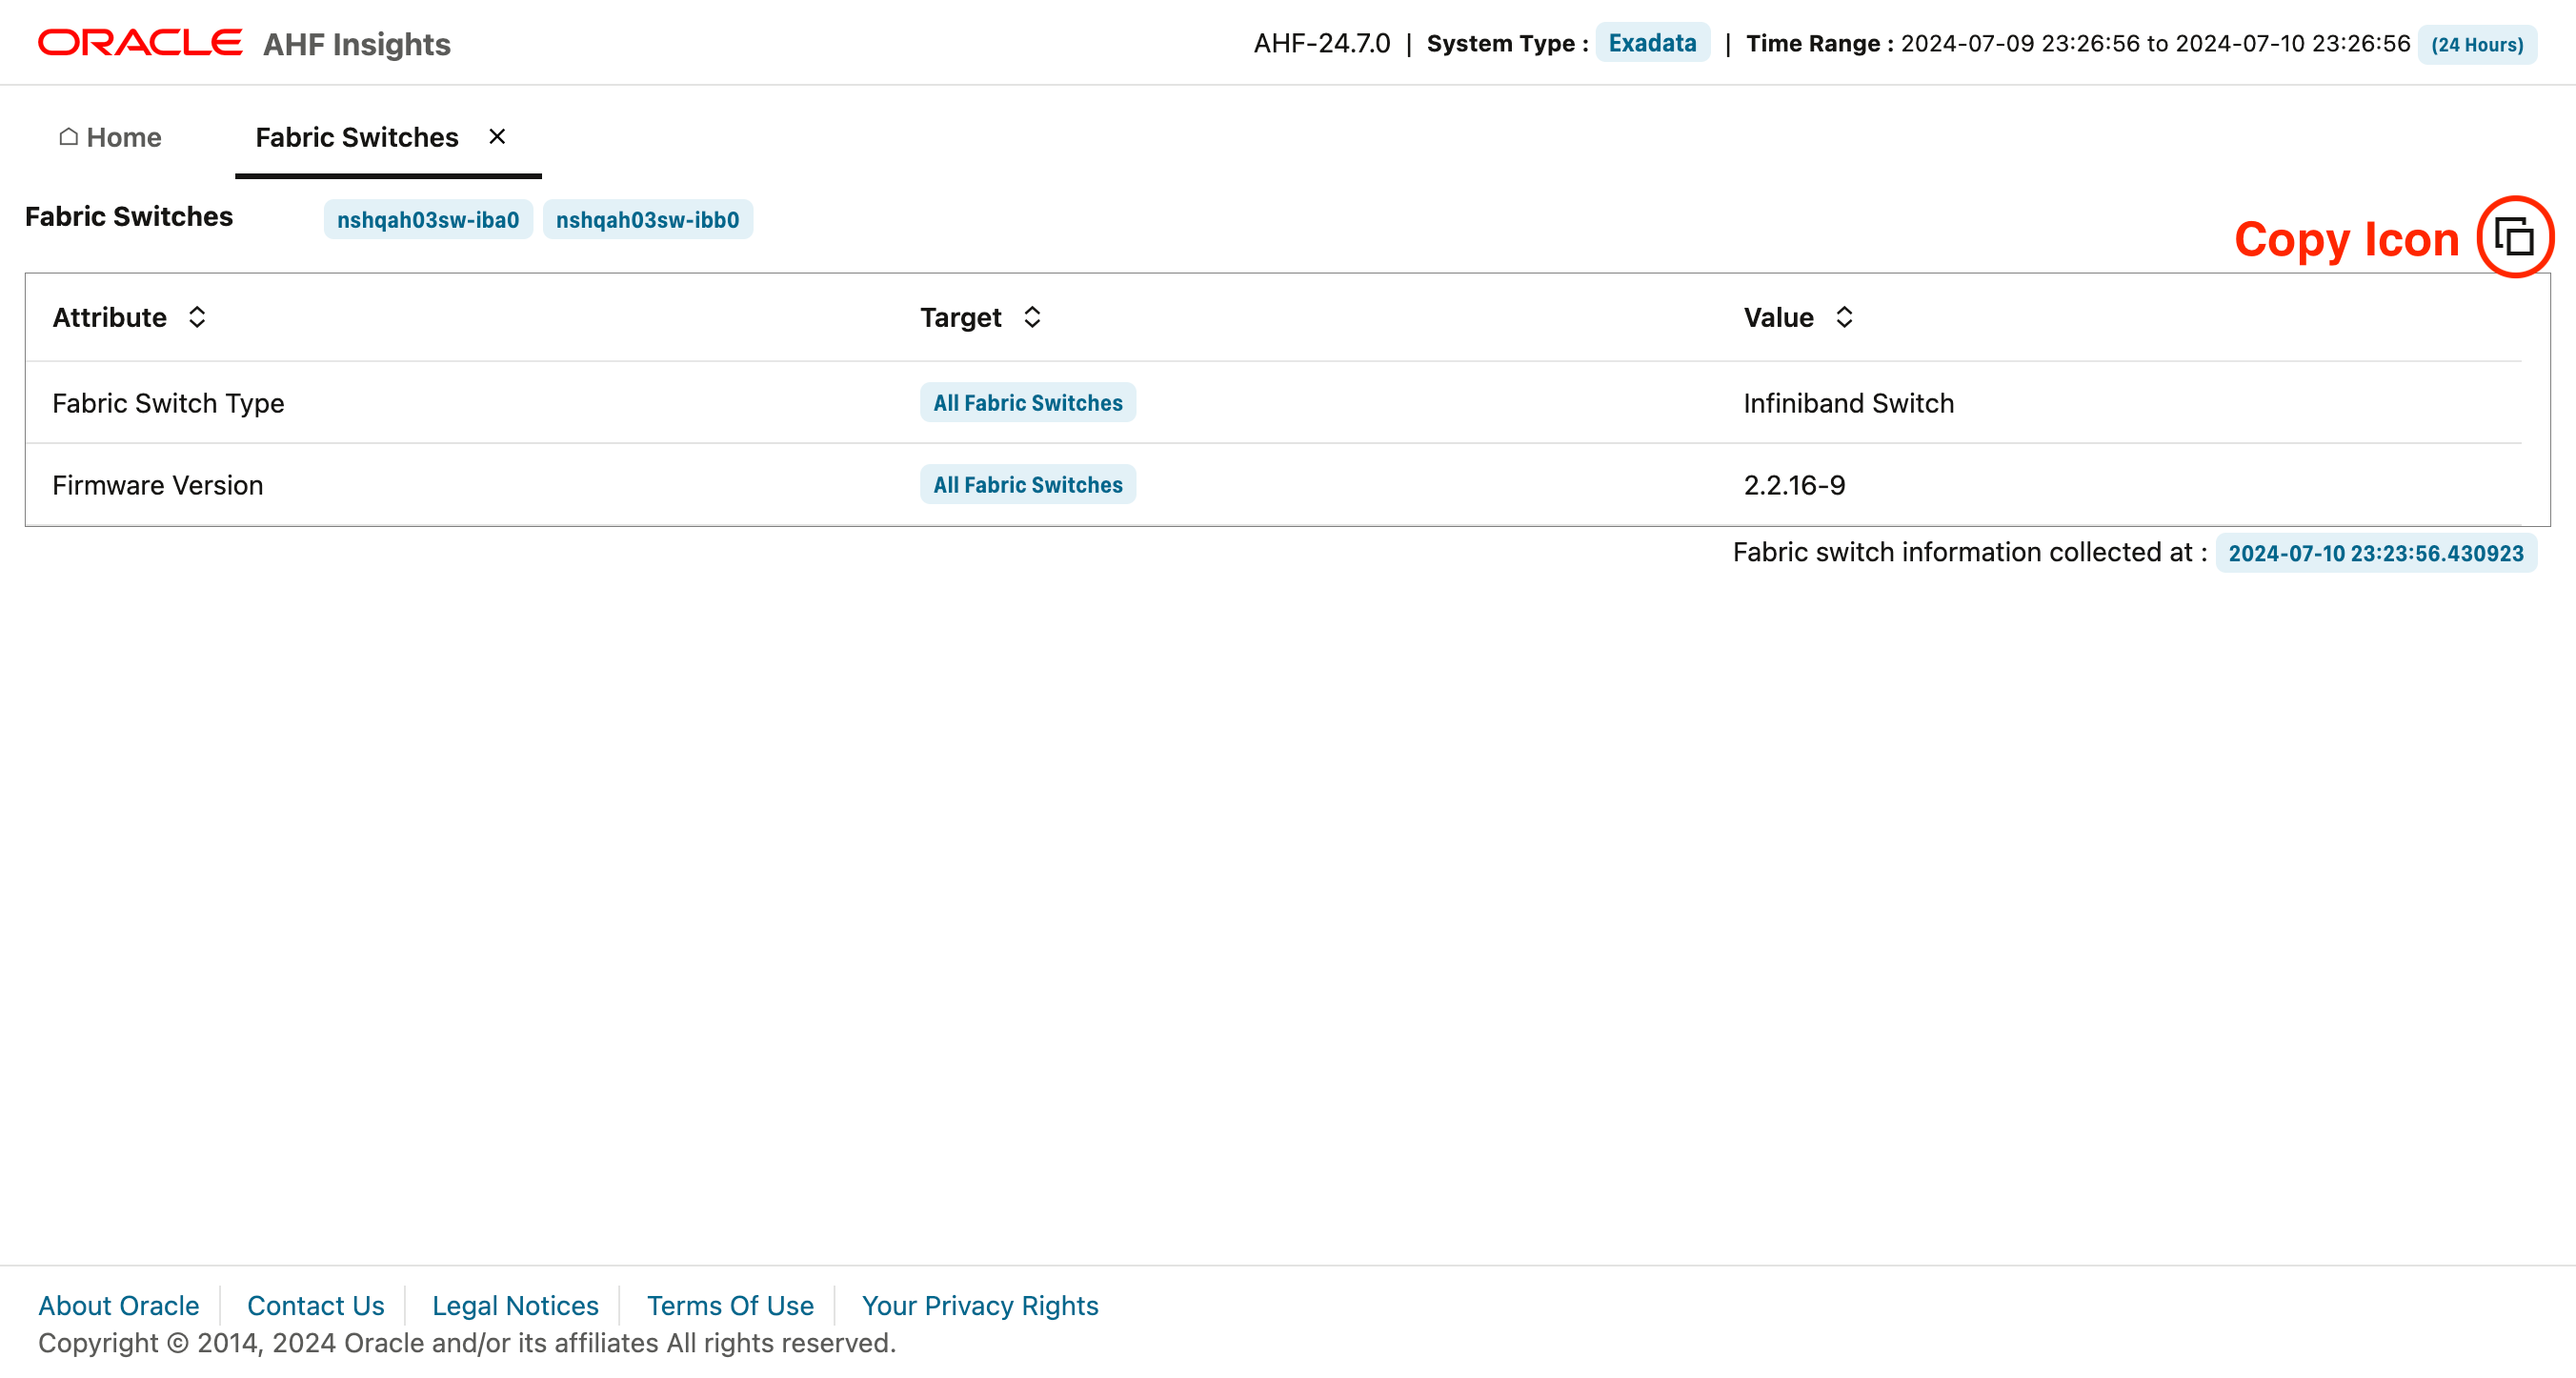 ORACLE AHF Insights
AHF-24.7.0 | System Type : Exadata | Time Range : 2024-07-09 23:26:56 to 2024-07-10 23:26:56 (24 Hours)
Home Fabric Switches
Fabric Switches nshqah03sw-iba0 nshqah03sw-ibb0
Copy Icon
Attribute Target Value
Fabric Switch Type All Fabric Switches Infiniband Switch
Firmware Version All Fabric Switches 2.2.16-9
Fabric switch information collected at : 2024-07-10 23:23:56.430923
About Oracle Contact Us Legal Notices Terms Of Use Your Privacy Rights
Copyright © 2014, 2024 Oracle and/or its affiliates All rights reserved.